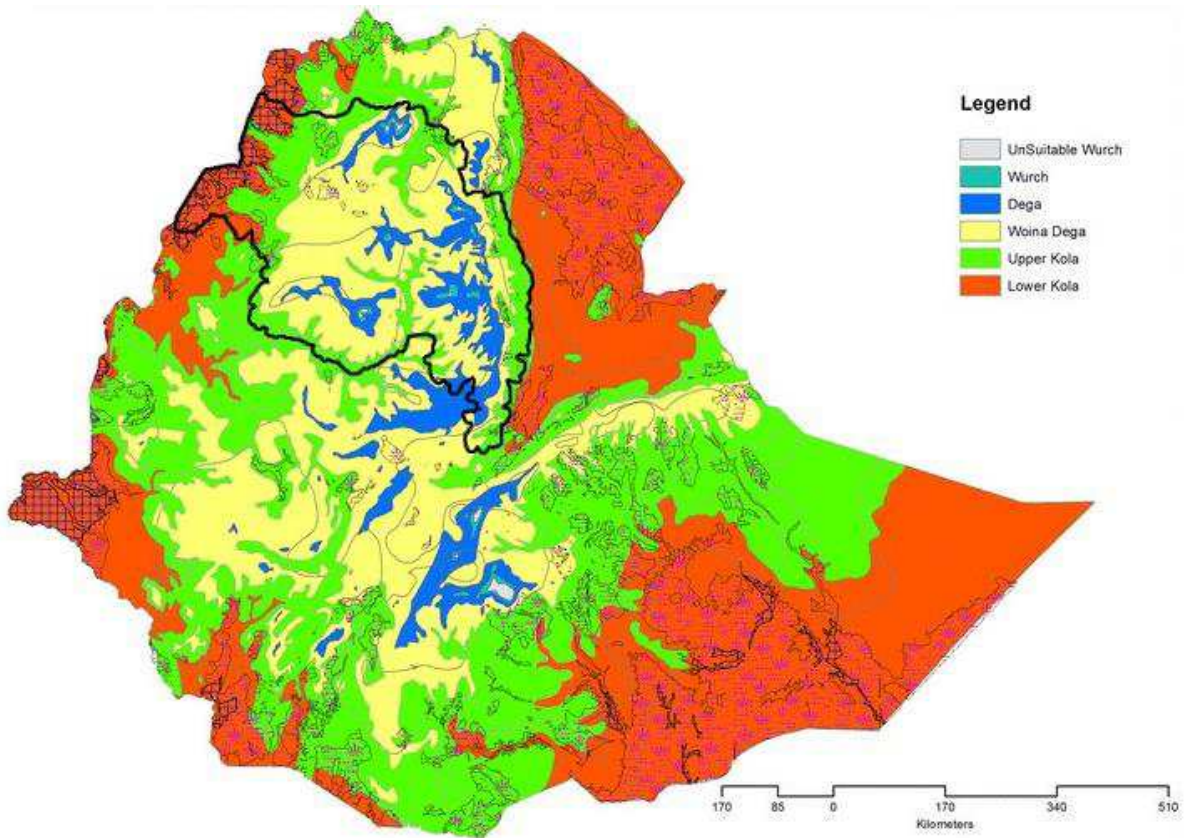 Legend
UnSuitable Wurch
Wurch
Dega
Woina Dega
Upper Kola
Lower Kola
170 85 0 170 340 510
Kilometers